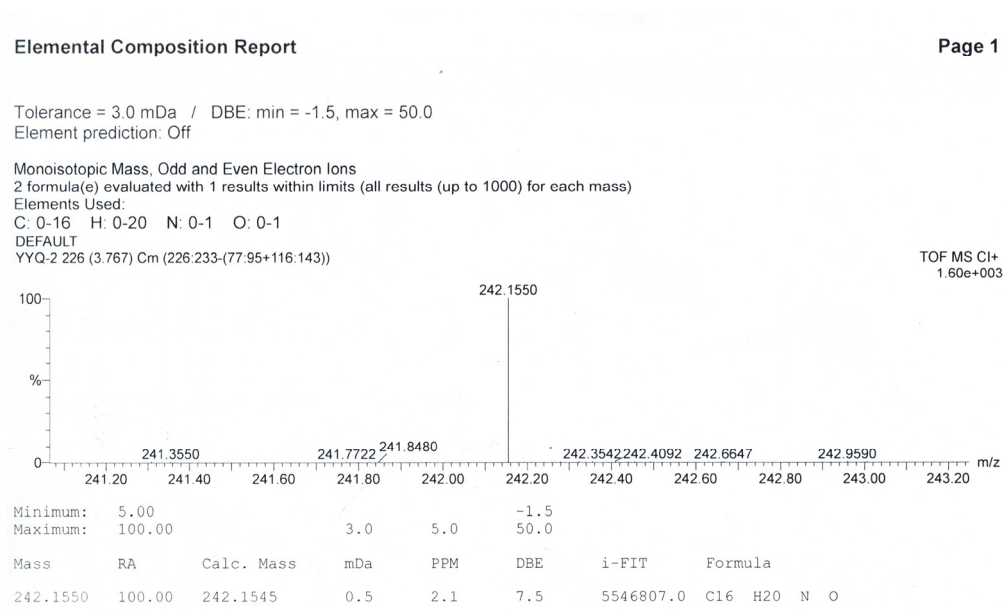 Elemental Composition Report Page 1
Tolerance = 3.0 mDa / DBE: min = -1.5, max = 50.0
Element prediction: Off
Monoisotopic Mass, Odd and Even Electron Ions
2 formula(e) evaluated with 1 results within limits (all results (up to 1000) for each mass)
Elements Used:
C: 0-16 H: 0-20 N: 0-1 O: 0-1
DEFAULT
YYQ-2 226 (3.767) Cm (226:233-(77:95+116:143)) TOF MS CI+
1.60e+003
242.1550
100
%
241.3550 241.7722 241.8480 242.3542 242.4092 242.6647 242.9590
0 m/z
241.20 241.40 241.60 241.80 242.00 242.20 242.40 242.60 242.80 243.00 243.20
Minimum: 5.00 -1.5
Maximum: 100.00 3.0 5.0 50.0
Mass RA Calc. Mass mDa PPM DBE i-FIT Formula
242.1550 100.00 242.1545 0.5 2.1 7.5 5546807.0 C16 H20 N O